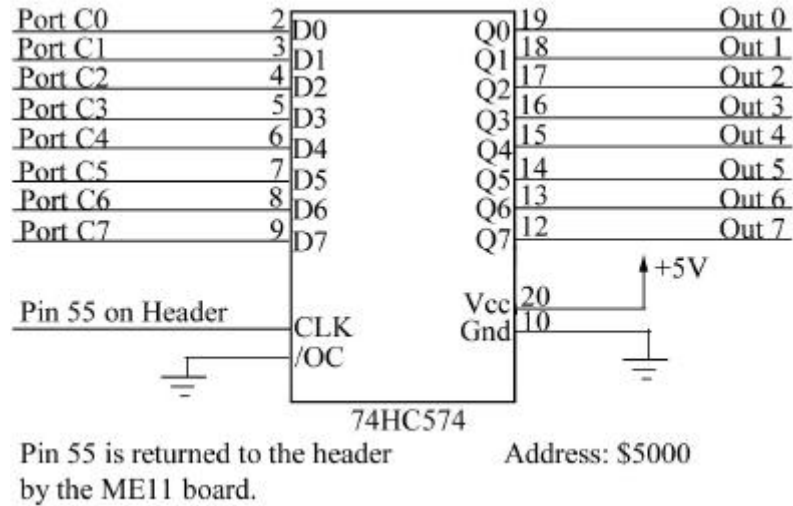 Port C0 2 D0 Q0 19 Out 0
Port C1 3 D1 Q1 18 Out 1
Port C2 4 D2 Q2 17 Out 2
Port C3 5 D3 Q3 16 Out 3
Port C4 6 D4 Q4 15 Out 4
Port C5 7 D5 Q5 14 Out 5
Port C6 8 D6 Q6 13 Out 6
Port C7 9 D7 Q7 12 Out 7
+5V
Vcc 20
Pin 55 on Header CLK Gnd 10
/OC
74HC574
Pin 55 is returned to the header Address: $5000
by the ME11 board.